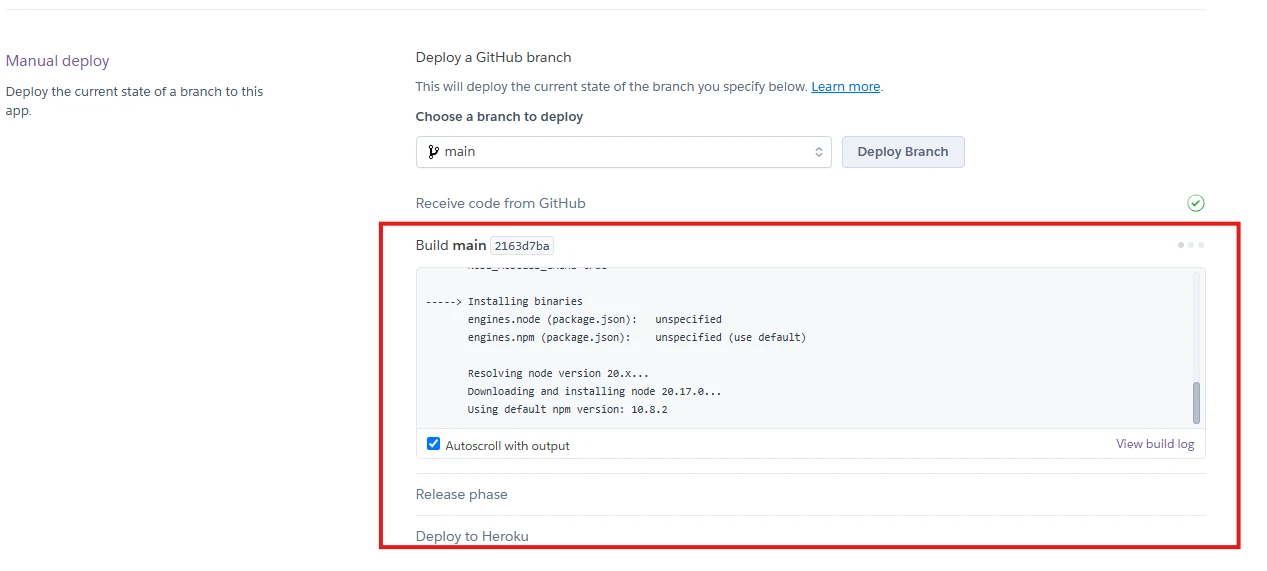 Manual deploy
Deploy the current state of a branch to this
app.
Deploy a GitHub branch
This will deploy the current state of the branch you specify below. Learn more.
Choose a branch to deploy
main
Deploy Branch
Receive code from GitHub
Build main 2163d7ba
-----> Installing binaries
engines.node (package.json): unspecified
engines.npm (package.json): unspecified (use default)
Resolving node version 20.x...
Downloading and installing node 20.17.0...
Using default npm version: 10.8.2
Autoscroll with output
View build log
Release phase
Deploy to Heroku